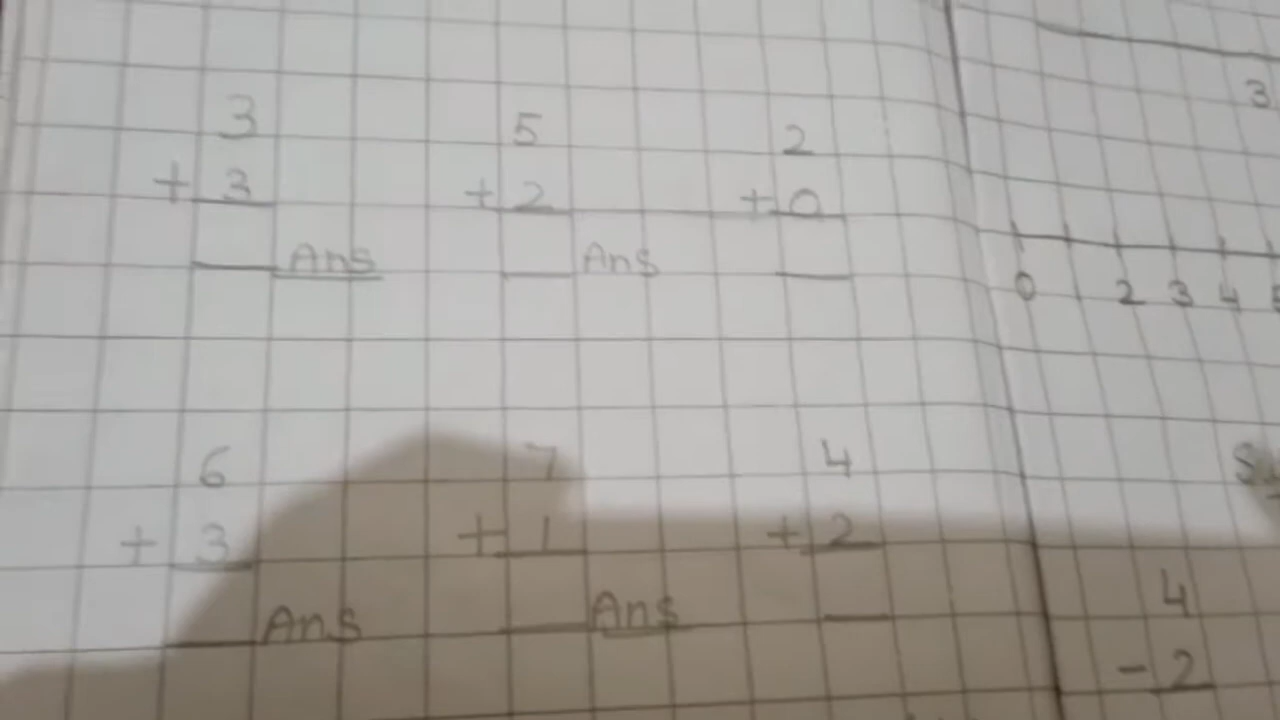 3 5 2
+ 3 + 2 + 0
Ans Ans
6 7 4
+ 3 + 1 + 2
Ans Ans
3
0 2 3 4
4
- 2